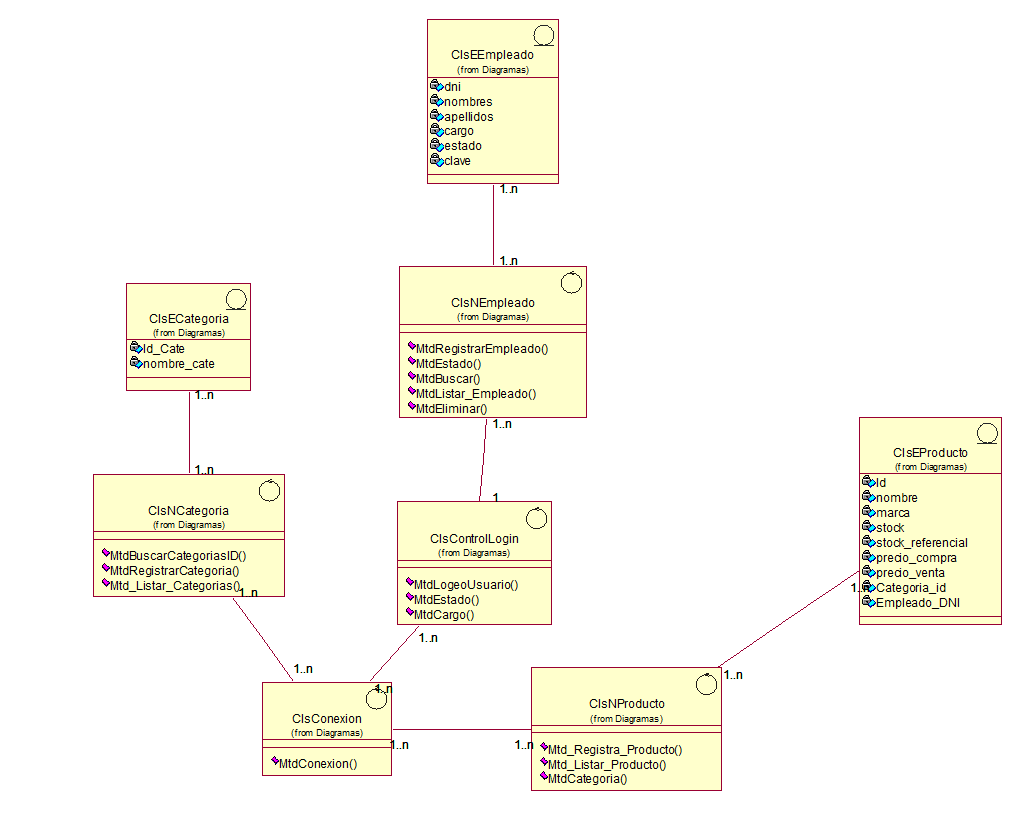 ClsEEmpleado
(from Diagramas)
dni
nombres
apellidos
cargo
estado
clave
1..n
1..n
ClsNEmpleado
(from Diagramas)
MtdRegistrarEmpleado()
MtdEstado()
MtdBuscar()
MtdListar_Empleado()
MtdEliminar()
1..n
1
ClsECategoria
(from Diagramas)
Id_Cate
nombre_cate
1..n
1..n
ClsNCategoria
(from Diagramas)
MtdBuscarCategoriasID()
MtdRegistrarCategoria()
Mtd_Listar_Categorias()
1..n
1..n
ClsControlLogin
(from Diagramas)
MtdLogeoUsuario()
MtdEstado()
MtdCargo()
1..n
1..n
ClsEProducto
(from Diagramas)
Id
nombre
marca
stock
stock_referencial
precio_compra
precio_venta
Categoria_id
Empleado_DNI
1..n
1..n
ClsConexion
(from Diagramas)
MtdConexion()
1..n
1..n
ClsNProducto
(from Diagramas)
Mtd_Registra_Producto()
Mtd_Listar_Producto()
MtdCategoria()